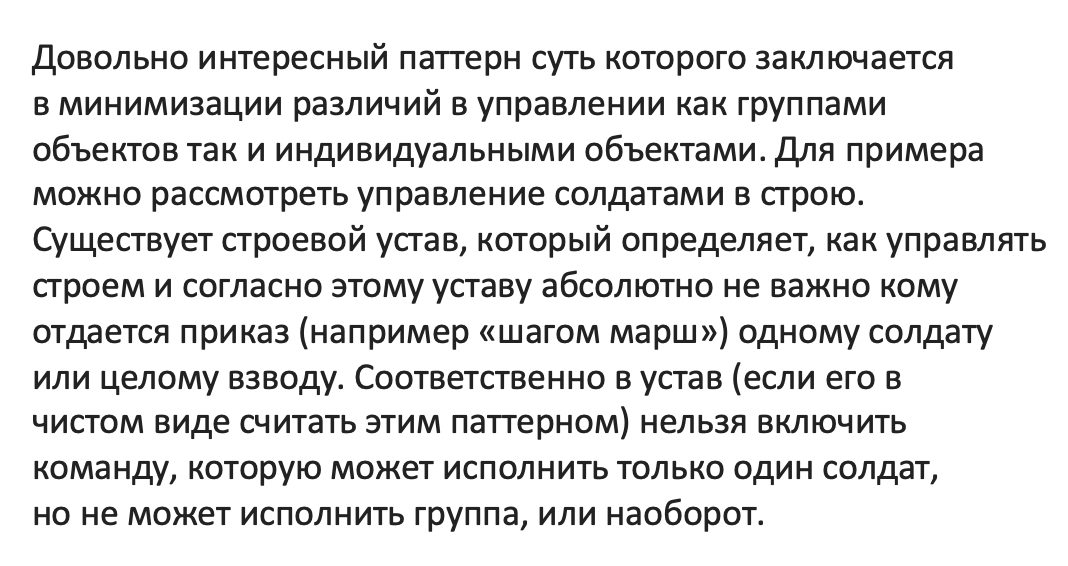 Довольно интересный паттерн суть которого заключается
в минимизации различий в управлении как группами
объектов так и индивидуальными объектами. Для примера
можно рассмотреть управление солдатами в строю.
Существует строевой устав, который определяет, как управлять
строем и согласно этому уставу абсолютно не важно кому
отдается приказ (например «шагом марш») одному солдату
или целому взводу. Соответственно в устав (если его в
чистом виде считать этим паттерном) нельзя включить
команду, которую может исполнить только один солдат,
но не может исполнить группа, или наоборот.